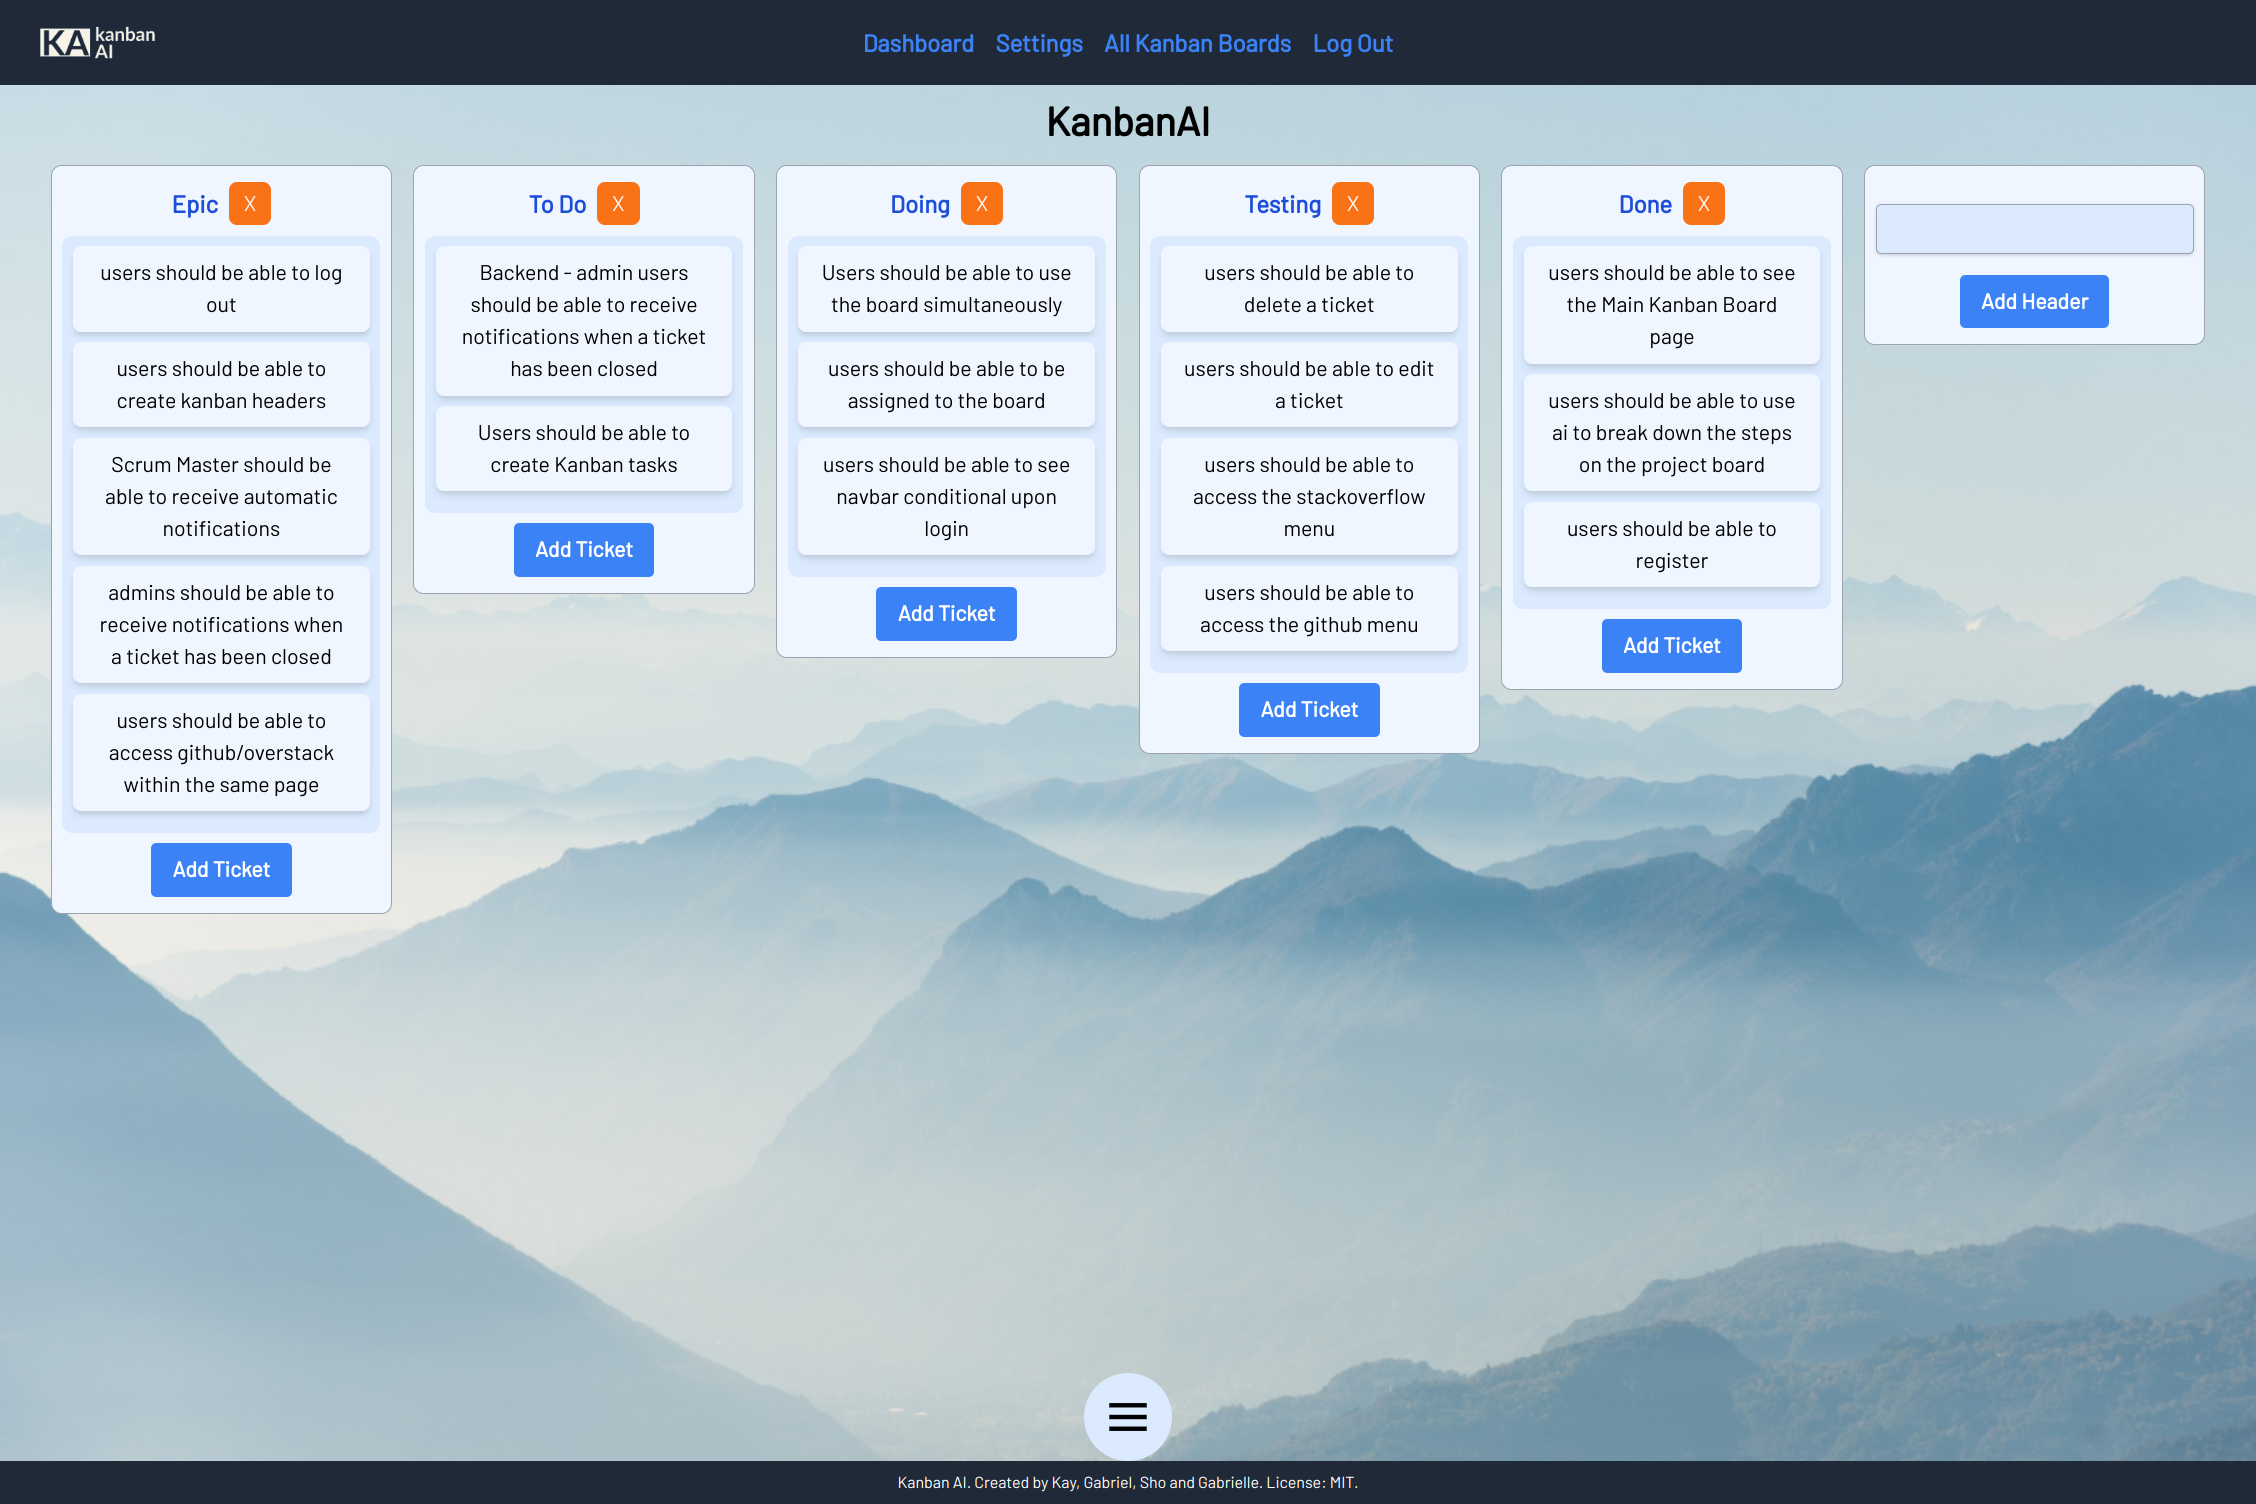 KA kanban
AI
Dashboard Settings All Kanban Boards Log Out
KanbanAI
Epic X
users should be able to log
out
users should be able to
create kanban headers
Scrum Master should be
able to receive automatic
notifications
admins should be able to
receive notifications when
a ticket has been closed
users should be able to
access github/overstack
within the same page
Add Ticket
To Do X
Backend - admin users
should be able to receive
notifications when a ticket
has been closed
Users should be able to
create Kanban tasks
Add Ticket
Doing X
Users should be able to use
the board simultaneously
users should be able to be
assigned to the board
users should be able to see
navbar conditional upon
login
Add Ticket
Testing X
users should be able to
delete a ticket
users should be able to edit
a ticket
users should be able to
access the stackoverflow
menu
users should be able to
access the github menu
Add Ticket
Done X
users should be able to see
the Main Kanban Board
page
users should be able to use
ai to break down the steps
on the project board
users should be able to
register
Add Ticket
Add Header
Kanban AI. Created by Kay, Gabriel, Sho and Gabrielle. License: MIT.